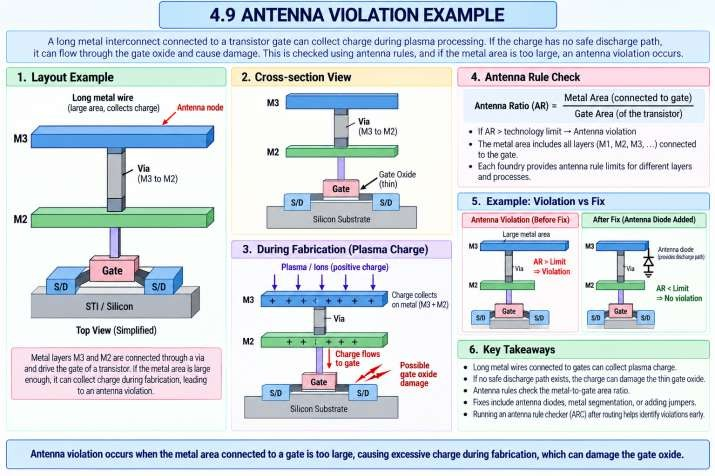 4.9 ANTENNA VIOLATION EXAMPLE
A long metal interconnect connected to a transistor gate can collect charge during plasma processing. If the charge has no safe discharge path,
it can flow through the gate oxide and cause damage. This is checked using antenna rules, and if the metal area is too large, an antenna violation occurs.
1. Layout Example
Long metal wire
(large area, collects charge)
Antenna node
M3
Via
(M3 to M2)
M2
Gate
S/D
S/D
STI / Silicon
Top View (Simplified)
Metal layers M3 and M2 are connected through a via
and drive the gate of a transistor. If the metal area is large
enough, it can collect charge during fabrication, leading
to an antenna violation.
2. Cross-section View
M3
Via
(M3 to M2)
M2
Gate Oxide
(thin)
Gate
S/D
S/D
Silicon Substrate
3. During Fabrication (Plasma Charge)
Plasma / Ions (positive charge)
M3
+ + + + + +
Charge collects
on metal (M3 + M2)
Via
M2
+ + + + + +
Charge flows
to gate
Possible
gate oxide
damage
Gate
S/D
S/D
Silicon Substrate
4. Antenna Rule Check
Antenna Ratio (AR) = Metal Area (connected to gate)
Gate Area (of the transistor)
• If AR > technology limit → Antenna violation
• The metal area includes all layers (M1, M2, M3, …) connected
to the gate.
• Each foundry provides antenna rule limits for different layers
and processes.
5. Example: Violation vs Fix
Antenna Violation (Before Fix)
Large metal area
M3
Via
AR > Limit
⇒ Violation
M2
Gate
S/D
S/D
After Fix (Antenna Diode Added)
M3
Antenna diode
(provides discharge path)
Via
M2
AR < Limit
⇒ No violation
Gate
S/D
S/D
6. Key Takeaways
• Long metal wires connected to gates can collect plasma charge.
• If no safe discharge path exists, the charge can damage the thin gate oxide.
• Antenna rules check the metal-to-gate area ratio.
• Fixes include antenna diodes, metal segmentation, or adding jumpers.
• Running an antenna rule checker (ARC) after routing helps identify violations early.
Antenna violation occurs when the metal area connected to a gate is too large, causing excessive charge during fabrication, which can damage the gate oxide.